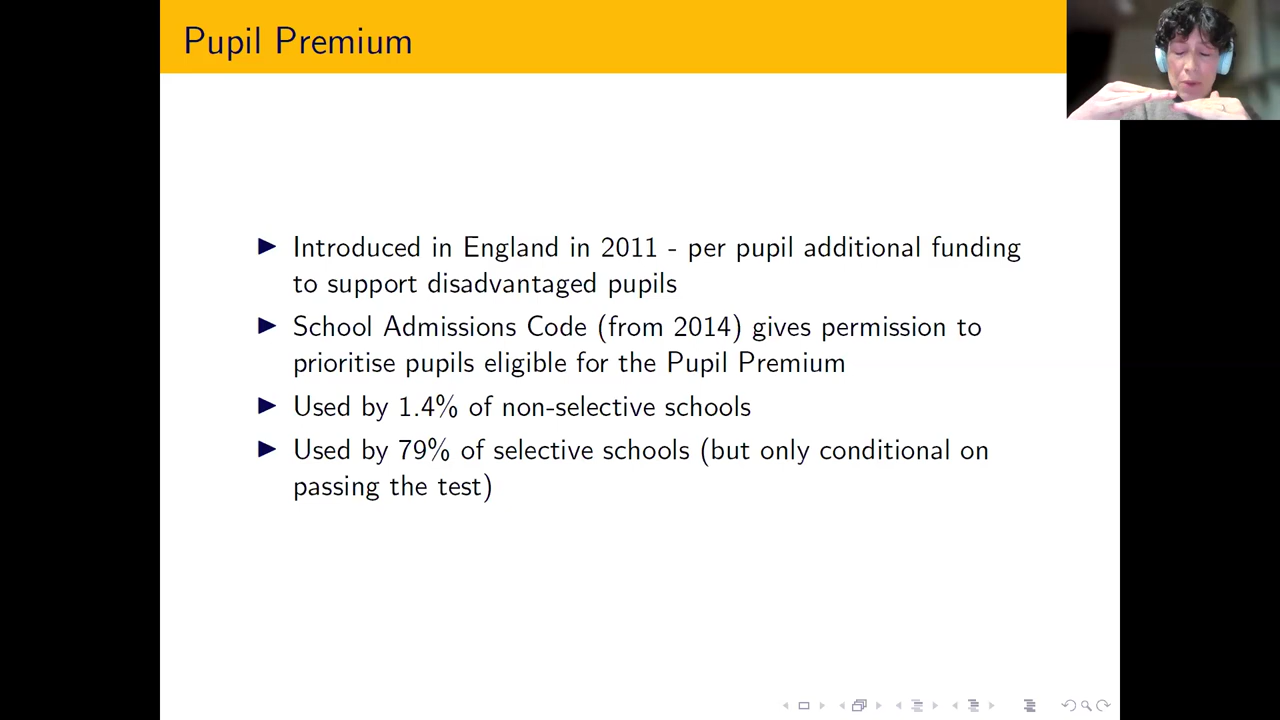 Pupil Premium
Introduced in England in 2011 - per pupil additional funding
to support disadvantaged pupils
School Admissions Code (from 2014) gives permission to
prioritise pupils eligible for the Pupil Premium
Used by 1.4% of non-selective schools
Used by 79% of selective schools (but only conditional on
passing the test)